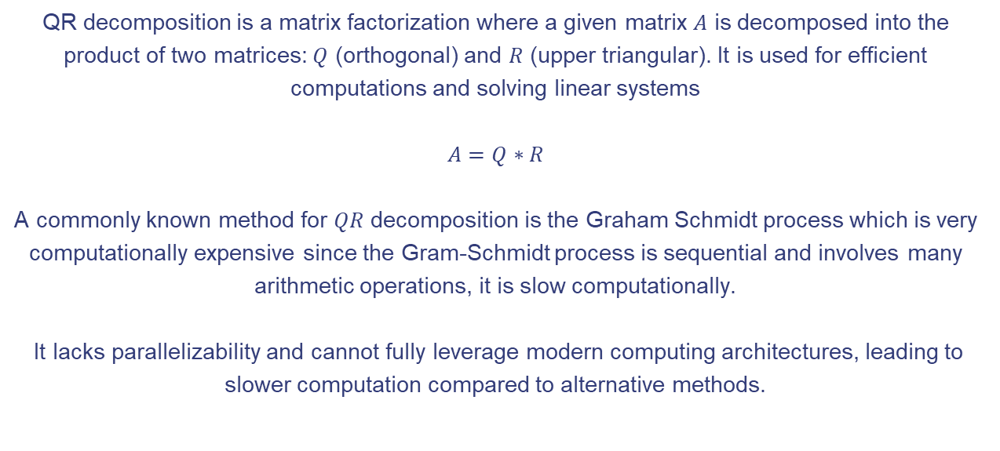 QR decomposition is a matrix factorization where a given matrix A is decomposed into the
product of two matrices: Q (orthogonal) and R (upper triangular). It is used for efficient
computations and solving linear systems
A = Q ∗ R
A commonly known method for QR decomposition is the Graham Schmidt process which is very
computationally expensive since the Gram-Schmidt process is sequential and involves many
arithmetic operations, it is slow computationally.
It lacks parallelizability and cannot fully leverage modern computing architectures, leading to
slower computation compared to alternative methods.